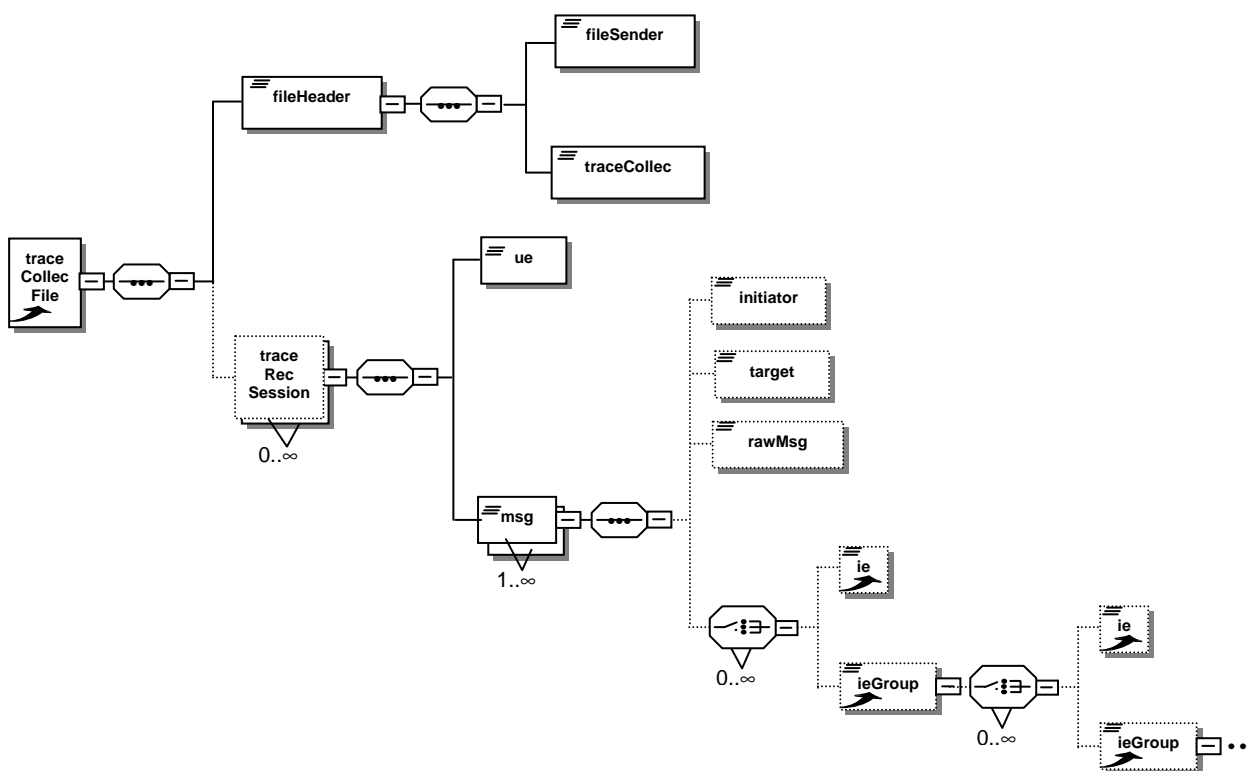 fileSender
fileHeader
traceCollec
trace
Collec
File
ue
initiator
trace
Rec
Session
target
rawMsg
0..∞
msg
1..∞
ie
ie
0..∞
ieGroup
0..∞
ieGroup